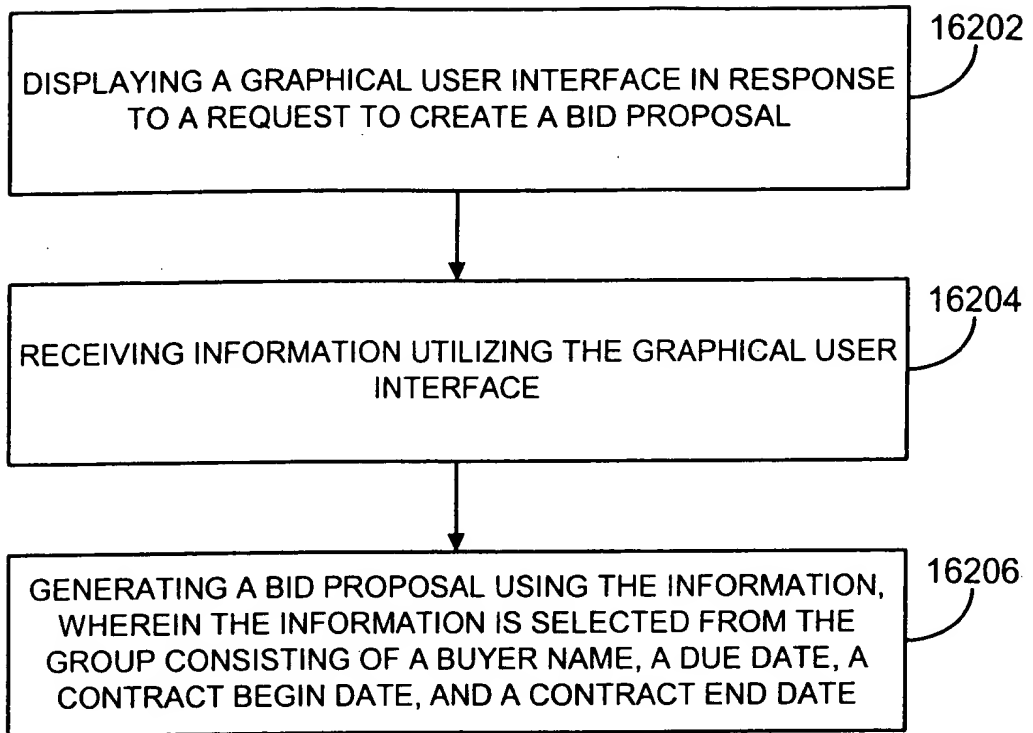 16202
DISPLAYING A GRAPHICAL USER INTERFACE IN RESPONSE
TO A REQUEST TO CREATE A BID PROPOSAL
16204
RECEIVING INFORMATION UTILIZING THE GRAPHICAL USER
INTERFACE
16206
GENERATING A BID PROPOSAL USING THE INFORMATION,
WHEREIN THE INFORMATION IS SELECTED FROM THE
GROUP CONSISTING OF A BUYER NAME, A DUE DATE, A
CONTRACT BEGIN DATE, AND A CONTRACT END DATE